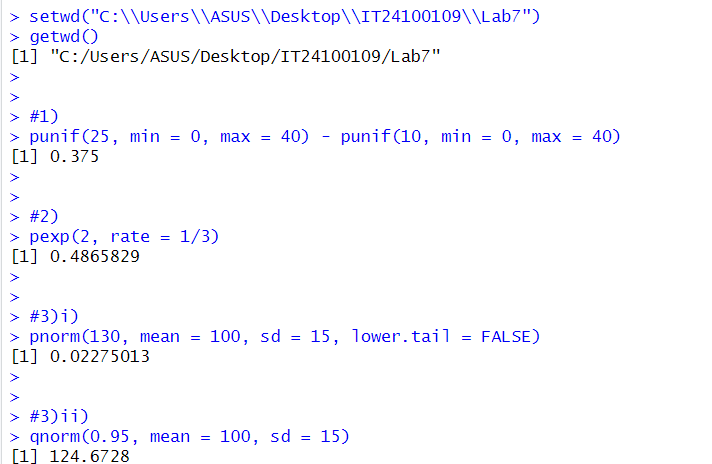 > setwd("C:\\Users\\ASUS\\Desktop\\IT24100109\\Lab7")
> getwd()
[1] "C:/Users/ASUS/Desktop/IT24100109/Lab7"
>
>
> #1)
> punif(25, min = 0, max = 40) - punif(10, min = 0, max = 40)
[1] 0.375
>
>
> #2)
> pexp(2, rate = 1/3)
[1] 0.4865829
>
>
> #3)i)
> pnorm(130, mean = 100, sd = 15, lower.tail = FALSE)
[1] 0.02275013
>
>
> #3)ii)
> qnorm(0.95, mean = 100, sd = 15)
[1] 124.6728